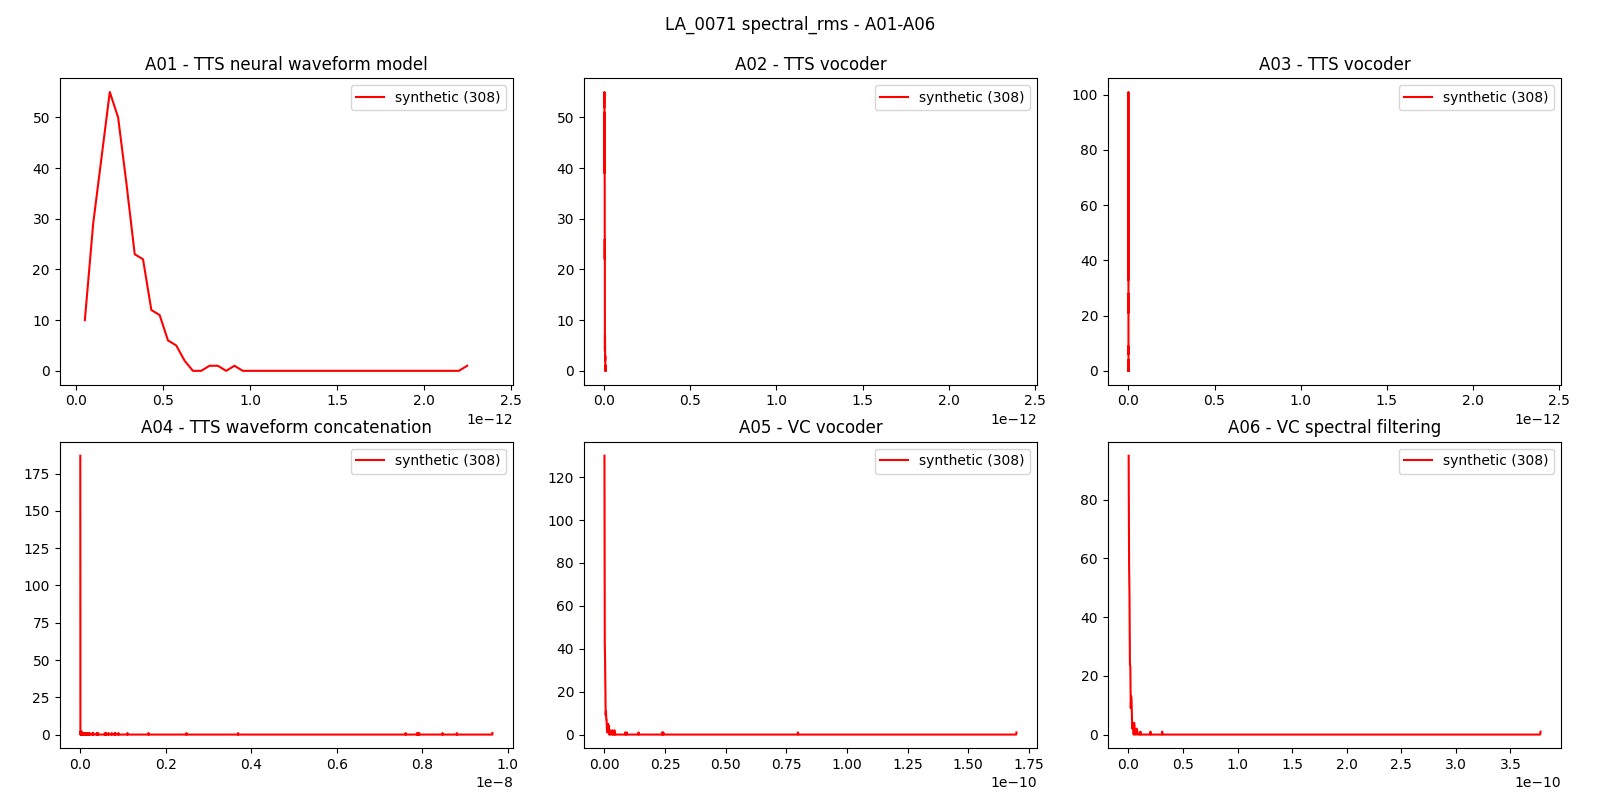 LA_0071 spectral_rms - A01-A06
A01 - TTS neural waveform model
synthetic (308)
50
40
30
20
10
0
0.0 0.5 1.0 1.5 2.0 2.5
1e−12
A02 - TTS vocoder
synthetic (308)
50
40
30
20
10
0
0.0 0.5 1.0 1.5 2.0 2.5
1e−12
A03 - TTS vocoder
synthetic (308)
100
80
60
40
20
0
0.0 0.5 1.0 1.5 2.0 2.5
1e−12
A04 - TTS waveform concatenation
synthetic (308)
175
150
125
100
75
50
25
0
0.0 0.2 0.4 0.6 0.8 1.0
1e−8
A05 - VC vocoder
synthetic (308)
120
100
80
60
40
20
0
0.00 0.25 0.50 0.75 1.00 1.25 1.50 1.75
1e−10
A06 - VC spectral filtering
synthetic (308)
80
60
40
20
0
0.0 0.5 1.0 1.5 2.0 2.5 3.0 3.5
1e−10